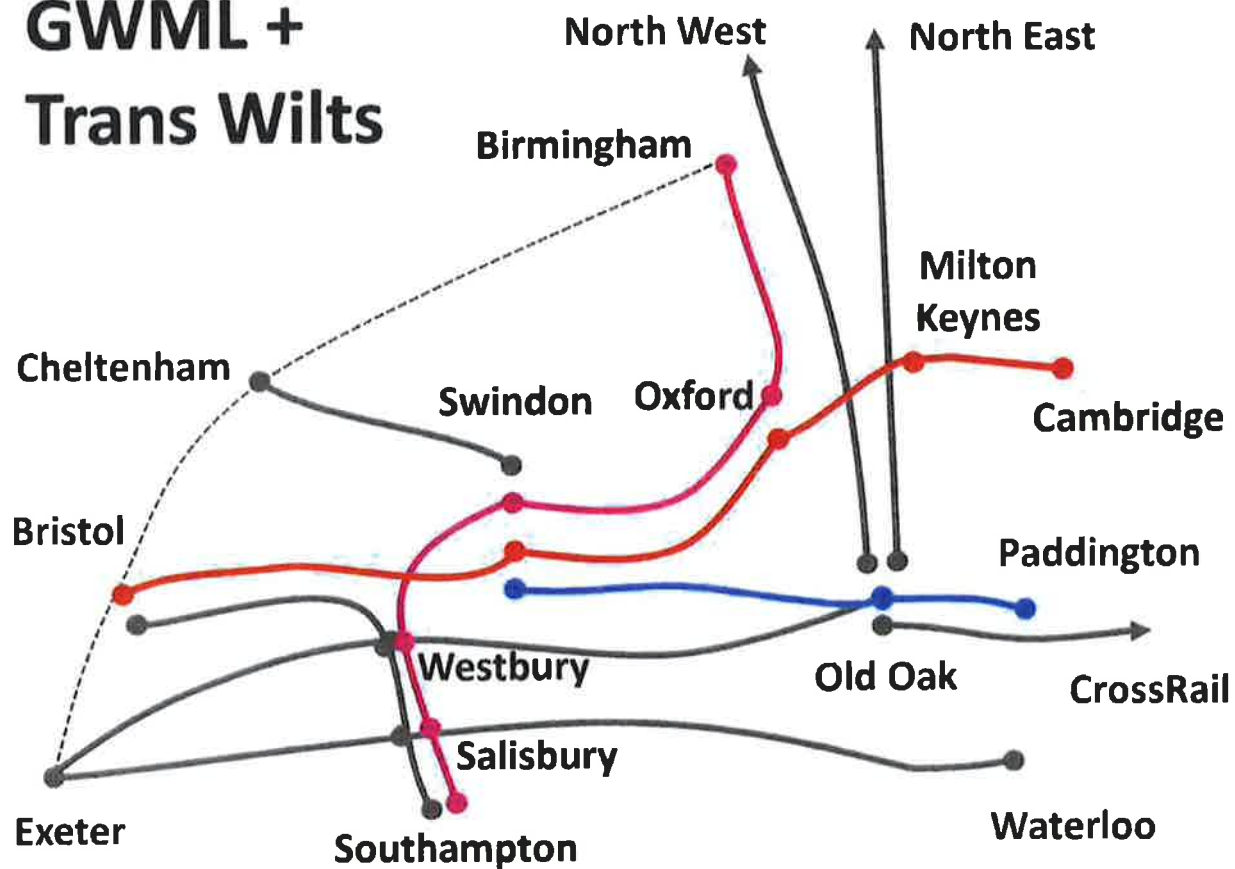 GWML +
Trans Wilts
North West
North East
Birmingham
Milton
Keynes
Cheltenham
Swindon
Oxford
Cambridge
Bristol
Paddington
Westbury
Old Oak
CrossRail
Salisbury
Exeter
Southampton
Waterloo